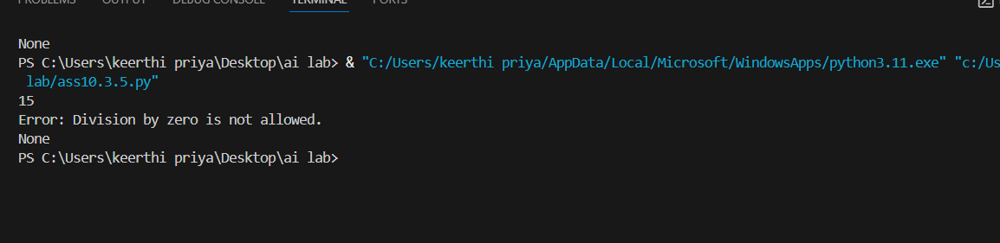 PROBLEMS OUTPUT DEBUG CONSOLE TERMINAL PORTS
None
PS C:\Users\keerthi priya\Desktop\ai lab> & "C:/Users/keerthi priya/AppData/Local/Microsoft/WindowsApps/python3.11.exe" "c:/Us
lab/ass10.3.5.py"
15
Error: Division by zero is not allowed.
None
PS C:\Users\keerthi priya\Desktop\ai lab>